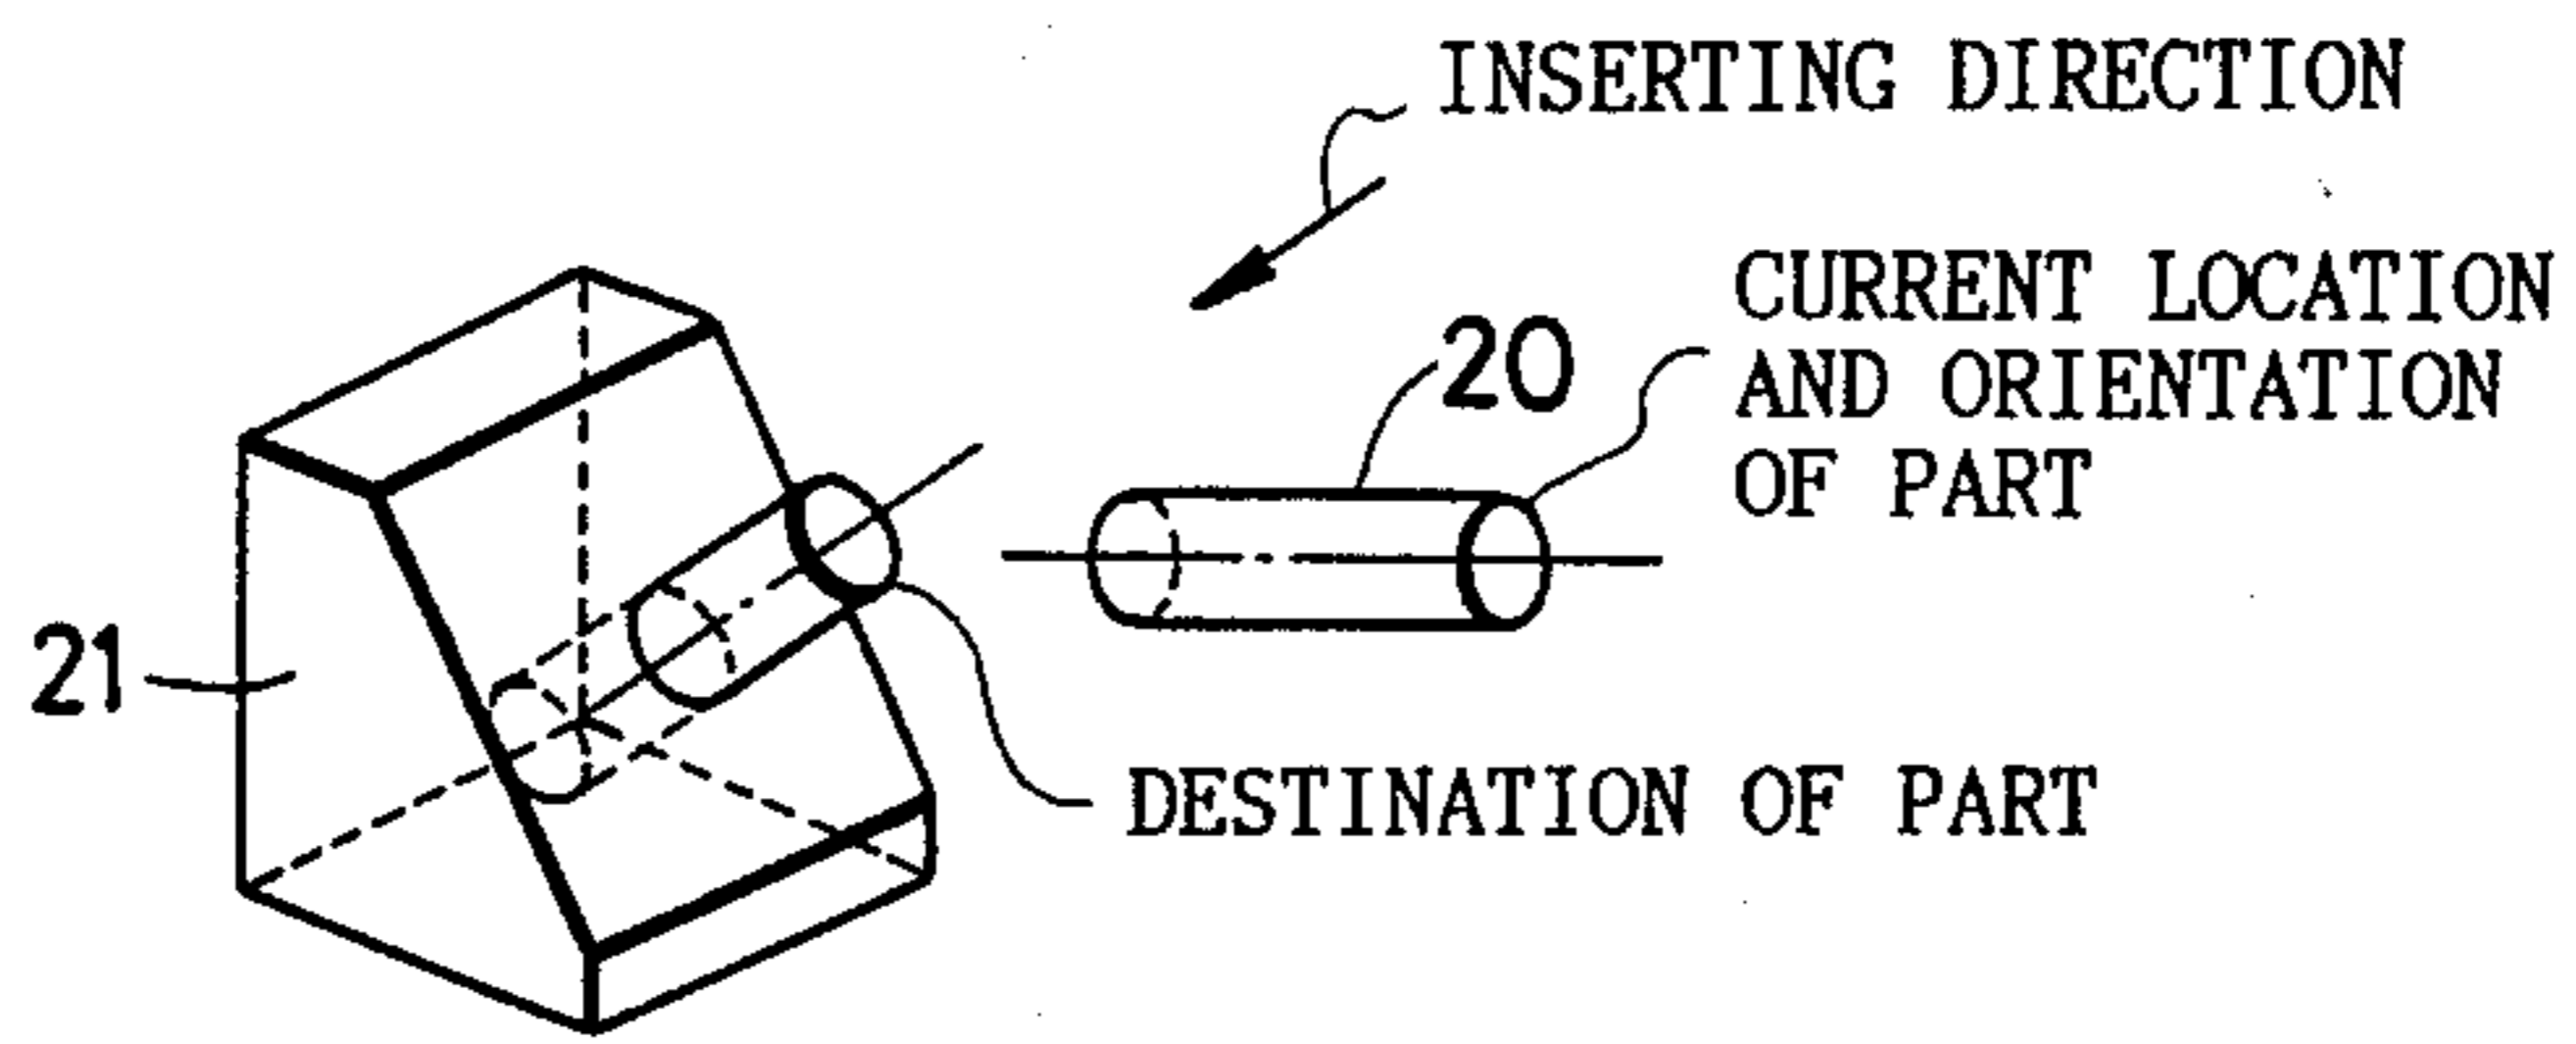 INSERTING DIRECTION
CURRENT LOCATION
AND ORIENTATION
OF PART
20
21
DESTINATION OF PART